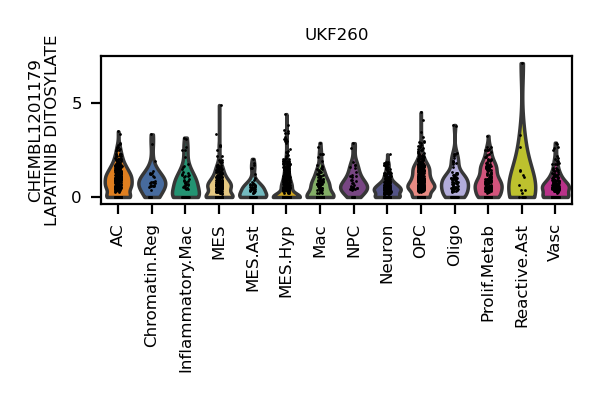 UKF260
CHEMBL1201179
LAPATINIB DITOSYLATE
5
0
AC
Chromatin.Reg
Inflammatory.Mac
MES
MES.Ast
MES.Hyp
Mac
NPC
Neuron
OPC
Oligo
Prolif.Metab
Reactive.Ast
Vasc